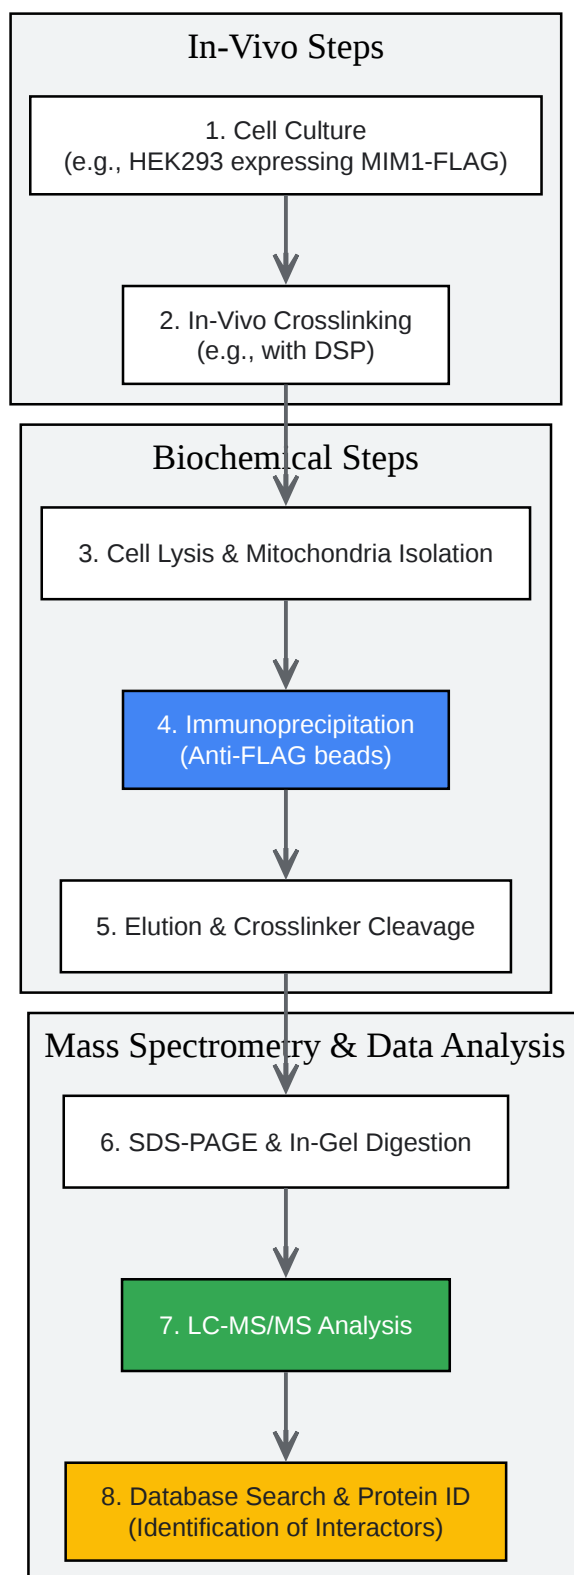 In-Vivo Steps
1. Cell Culture
(e.g., HEK293 expressing MIM1-FLAG)
2. In-Vivo Crosslinking
(e.g., with DSP)
Biochemical Steps
3. Cell Lysis & Mitochondria Isolation
4. Immunoprecipitation
(Anti-FLAG beads)
5. Elution & Crosslinker Cleavage
Mass Spectrometry & Data Analysis
6. SDS-PAGE & In-Gel Digestion
7. LC-MS/MS Analysis
8. Database Search & Protein ID
(Identification of Interactors)